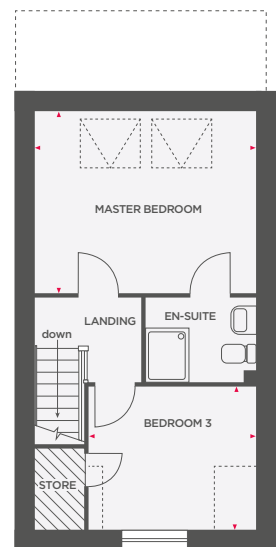 MASTER BEDROOM
LANDING
EN-SUITE
down
BEDROOM 3
STORE